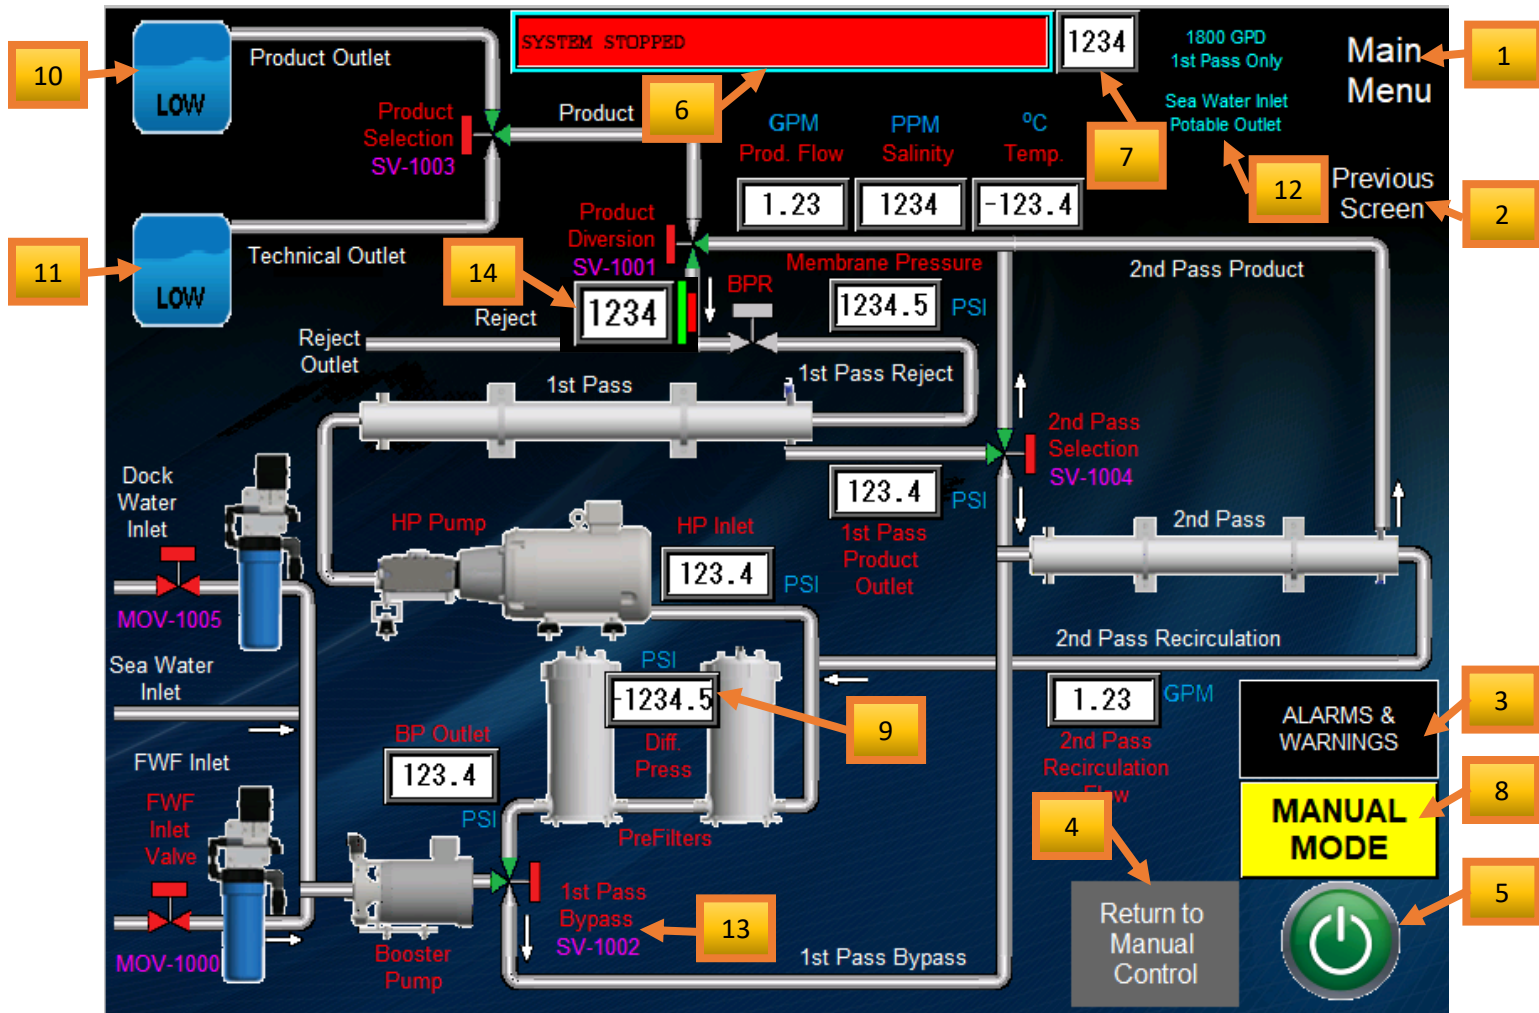 SYSTEM STOPPED
1234
1800 GPD
1st Pass Only
Sea Water Inlet
Potable Outlet
Main
Menu
1
10
LOW
Product Outlet
Product
Selection
SV-1003
Product
6
7
12
Previous
Screen
2
GPM
Prod. Flow
1.23
PPM
Salinity
1234
ºC
Temp.
-123.4
11
LOW
Technical Outlet
Product
Diversion
SV-1001
14
1234
Reject
Reject
Outlet
BPR
Membrane Pressure
1234.5
PSI
2nd Pass Product
1st Pass
1st Pass Reject
2nd Pass
Selection
SV-1004
123.4
PSI
1st Pass
Product
Outlet
2nd Pass
Dock
Water
Inlet
MOV-1005
HP Pump
HP Inlet
123.4
PSI
Sea Water
Inlet
2nd Pass Recirculation
PSI
-1234.5
Diff.
Press
9
1.23
GPM
2nd Pass
Recirculation
Flow
ALARMS &
WARNINGS
3
BP Outlet
123.4
PSI
PreFilters
FWF Inlet
FWF
Inlet
Valve
MOV-1000
MANUAL
MODE
8
4
Booster
Pump
1st Pass
Bypass
SV-1002
13
1st Pass Bypass
Return to
Manual
Control
5